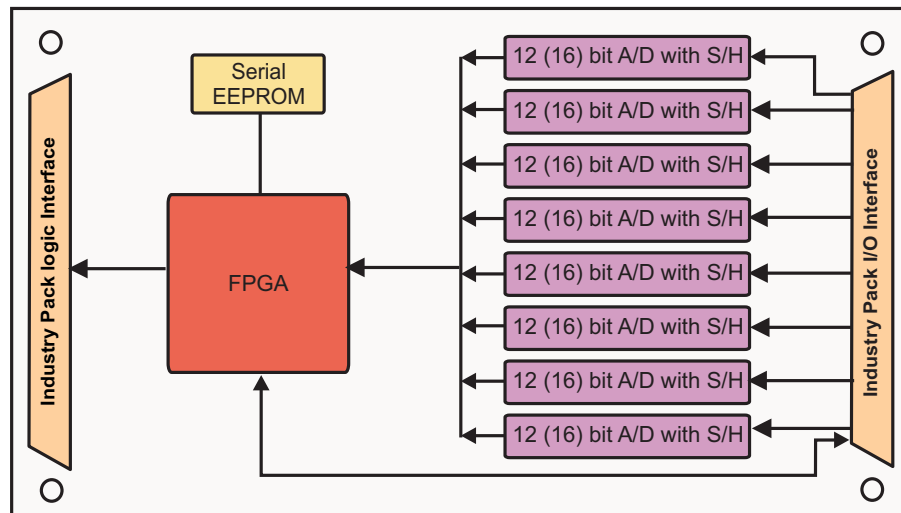 Serial
EEPROM
Industry Pack logic Interface
FPGA
12 (16) bit A/D with S/H
12 (16) bit A/D with S/H
12 (16) bit A/D with S/H
12 (16) bit A/D with S/H
12 (16) bit A/D with S/H
12 (16) bit A/D with S/H
12 (16) bit A/D with S/H
12 (16) bit A/D with S/H
Industry Pack I/O Interface